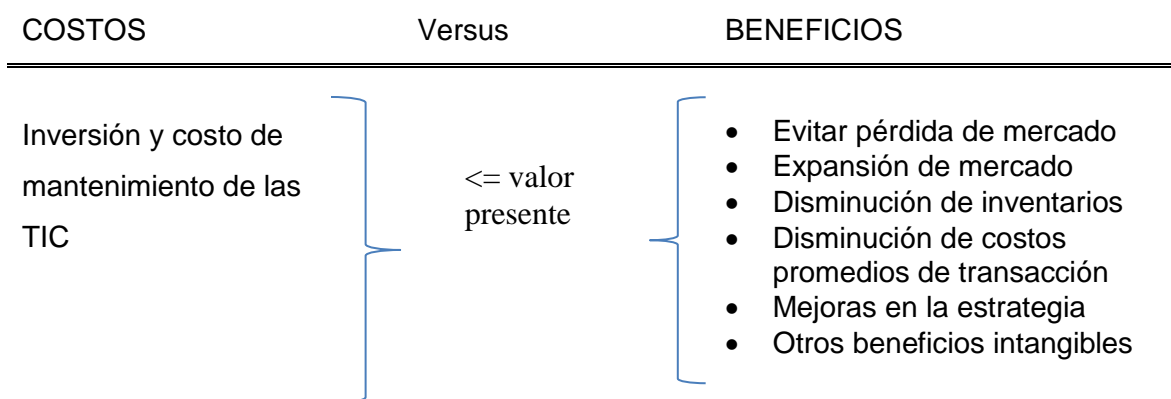 COSTOS Versus BENEFICIOS
Inversión y costo de
mantenimiento de las
TIC
<= valor
presente
• Evitar pérdida de mercado
• Expansión de mercado
• Disminución de inventarios
• Disminución de costos
promedios de transacción
• Mejoras en la estrategia
• Otros beneficios intangibles